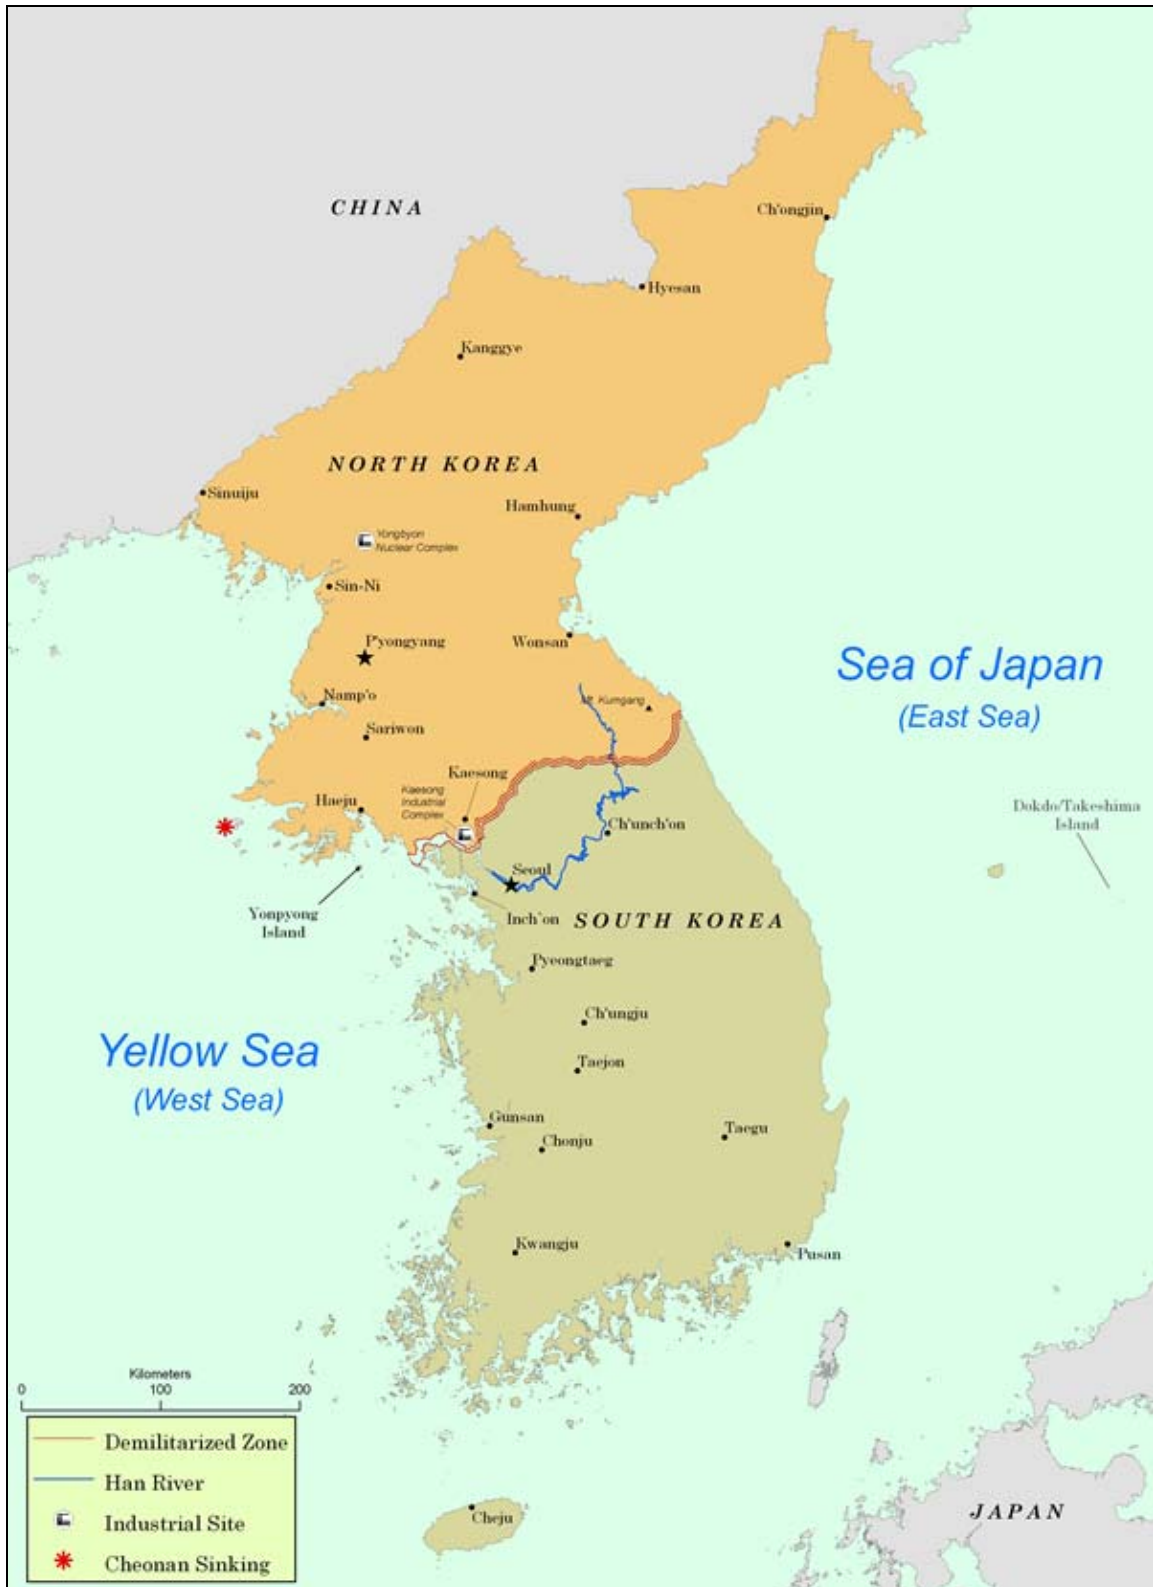 CHINA
Ch'ongjin
Hyesan
Kanggye
NORTH KOREA
Sinuiju
Hamhung
Yongbyon
Nuclear Complex
Sin-Ni
P'yongyang
Wonsan
Sea of Japan
(East Sea)
Namp'o
Mt. Kumgang
Sariwon
Kaesong
Kaesong
Industrial
Complex
Haeju
Dokdo/Takeshima
Island
Ch'unch'on
Seoul
Yonpyong
Island
Inch'on
SOUTH KOREA
Pyeongtaeg
Ch'ungju
Yellow Sea
(West Sea)
Taejon
Gunsan
Chonju
Taegu
Kwangju
Pusan
Kilometers
0 100 200
Demilitarized Zone
Han River
Industrial Site
Cheonan Sinking
Cheju
JAPAN